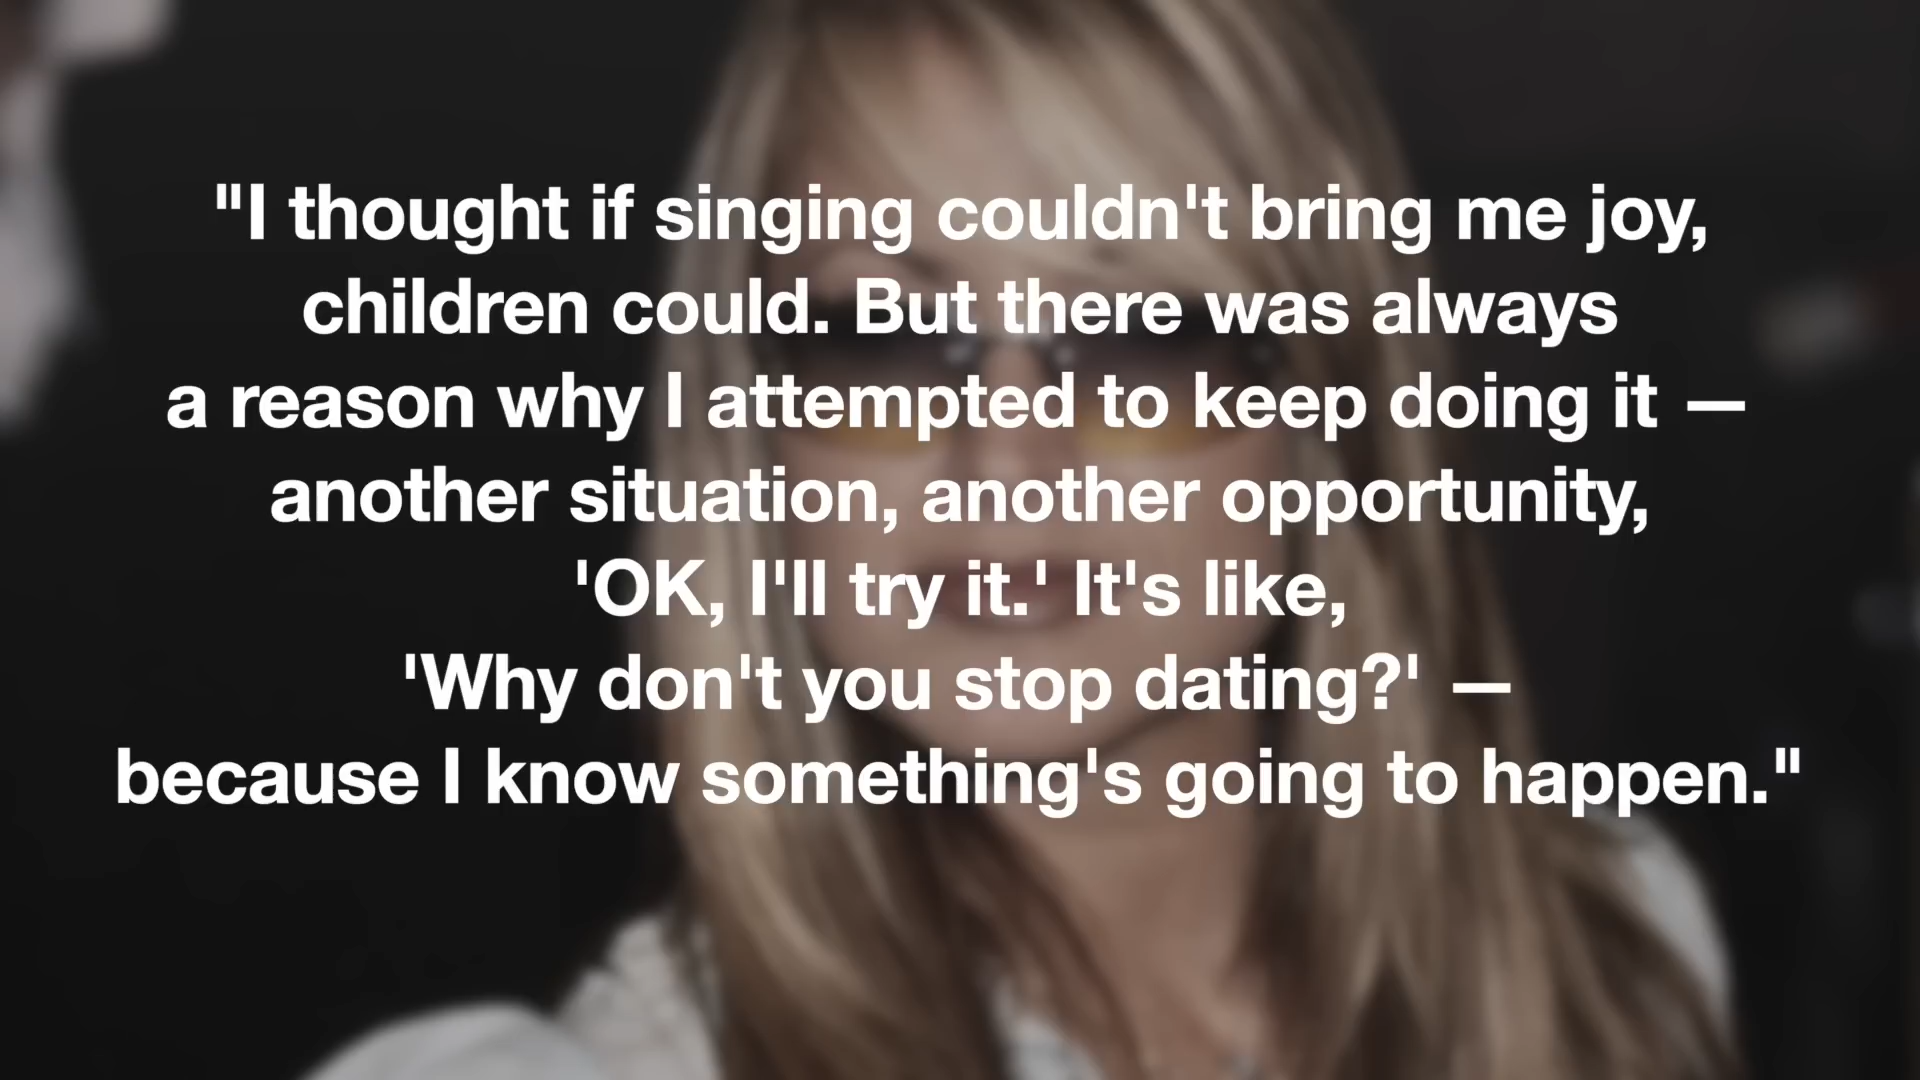 "I thought if singing couldn't bring me joy,
children could. But there was always
a reason why I attempted to keep doing it —
another situation, another opportunity,
'OK, I'll try it.' It's like,
'Why don't you stop dating?' —
because I know something's going to happen."